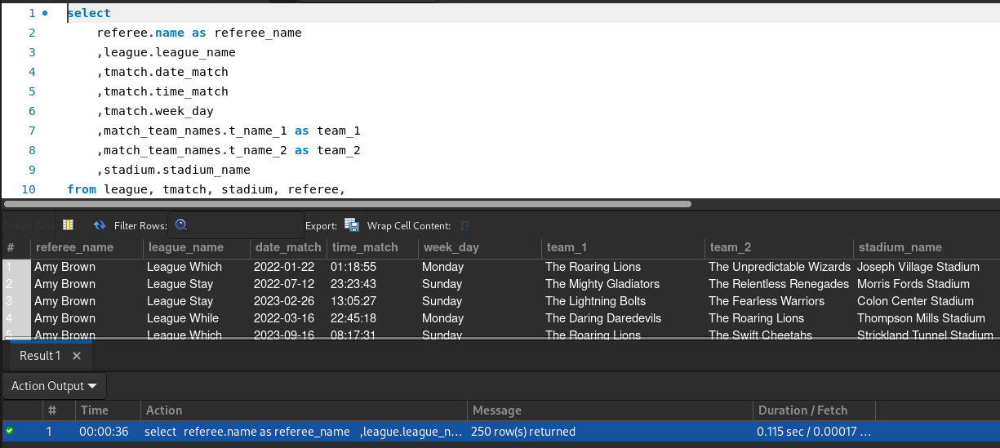 1 select
2 referee.name as referee_name
3 ,league.league_name
4 ,tmatch.date_match
5 ,tmatch.time_match
6 ,tmatch.week_day
7 ,match_team_names.t_name_1 as team_1
8 ,match_team_names.t_name_2 as team_2
9 ,stadium.stadium_name
10 from league, tmatch, stadium, referee,
Result Grid Filter Rows: Export: Wrap Cell Content: IA
# referee_name league_name date_match time_match week_day team_1 team_2 stadium_name
1 Amy Brown League Which 2022-01-22 01:18:55 Monday The Roaring Lions The Unpredictable Wizards Joseph Village Stadium
2 Amy Brown League Stay 2022-07-12 23:23:43 Sunday The Mighty Gladiators The Relentless Renegades Morris Fords Stadium
3 Amy Brown League Stay 2023-02-26 13:05:27 Sunday The Lightning Bolts The Fearless Warriors Colon Center Stadium
4 Amy Brown League While 2022-03-16 22:45:18 Monday The Daring Daredevils The Roaring Lions Thompson Mills Stadium
5 Amy Brown League Which 2023-09-16 08:17:31 Sunday The Roaring Lions The Swift Cheetahs Strickland Tunnel Stadium
Result 1 ×
Action Output
# Time Action Message Duration / Fetch
1 00:00:36 select referee.name as referee_name ,league.league_n... 250 row(s) returned 0.115 sec / 0.00017 ...